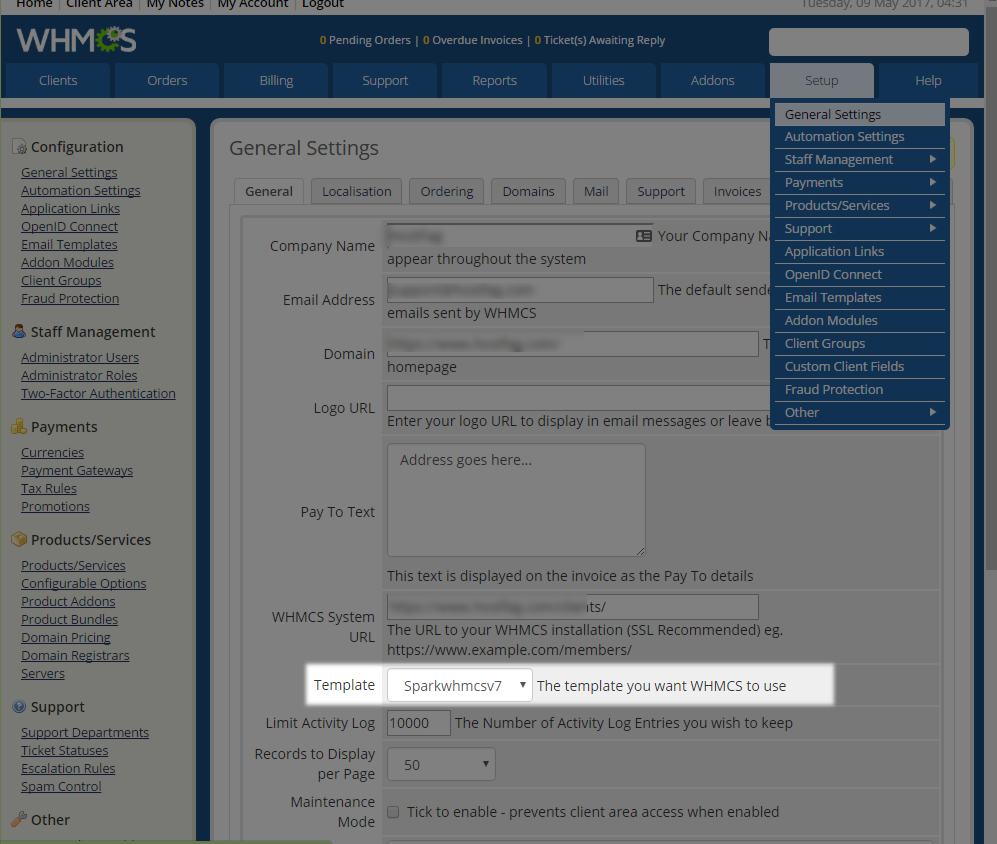 Home | Client Area | My Notes | My Account | Logout
Tuesday, 09 May 2017, 04:31
WHMCS
0 Pending Orders | 0 Overdue Invoices | 0 Ticket(s) Awaiting Reply
Clients
Orders
Billing
Support
Reports
Utilities
Addons
Setup
Help
General Settings
Automation Settings
Staff Management
Payments
Products/Services
Support
Application Links
OpenID Connect
Email Templates
Addon Modules
Client Groups
Custom Client Fields
Fraud Protection
Other
Configuration
General Settings
Automation Settings
Application Links
OpenID Connect
Email Templates
Addon Modules
Client Groups
Fraud Protection
Staff Management
Administrator Users
Administrator Roles
Two-Factor Authentication
Payments
Currencies
Payment Gateways
Tax Rules
Promotions
Products/Services
Products/Services
Configurable Options
Product Addons
Product Bundles
Domain Pricing
Domain Registrars
Servers
Support
Support Departments
Ticket Statuses
Escalation Rules
Spam Control
Other
General Settings
General
Localisation
Ordering
Domains
Mail
Support
Invoices
Company Name
Your Company
appear throughout the system
Email Address
The default
emails sent by WHMCS
Domain
homepage
Logo URL
Enter your logo URL to display in email messages or leave
Pay To Text
Address goes here...
This text is displayed on the invoice as the Pay To details
WHMCS System
URL
The URL to your WHMCS installation (SSL Recommended) eg.
https://www.example.com/members/
Template
Sparkwhmcsv7
The template you want WHMCS to use
Limit Activity Log
10000
The Number of Activity Log Entries you wish to keep
Records to Display
per Page
50
Maintenance
Mode
Tick to enable - prevents client area access when enabled